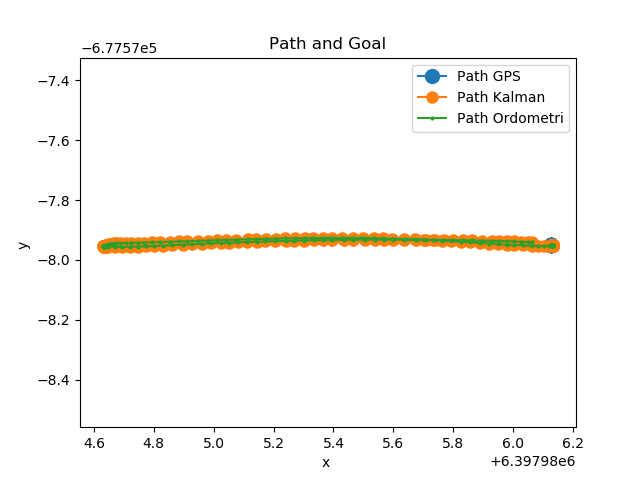 Path and Goal
−6.7757e5
Path GPS
Path Kalman
Path Ordometri
−7.4
−7.6
−7.8
−8.0
−8.2
−8.4
y
4.6 4.8 5.0 5.2 5.4 5.6 5.8 6.0 6.2
x
+6.39798e6